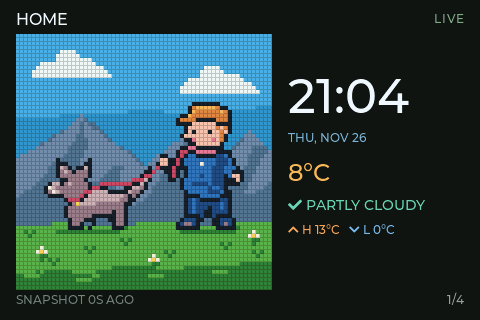 HOME
LIVE
21:04
THU, NOV 26
8°C
PARTLY CLOUDY
H 13°C L 0°C
SNAPSHOT 0S AGO
1/4